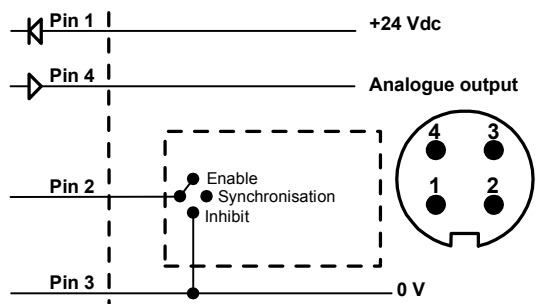 Pin 1 +24 Vdc
Pin 4 Analogue output
4 3
Enable
1 2
Pin 2 Synchronisation
Inhibit
Pin 3 0 V